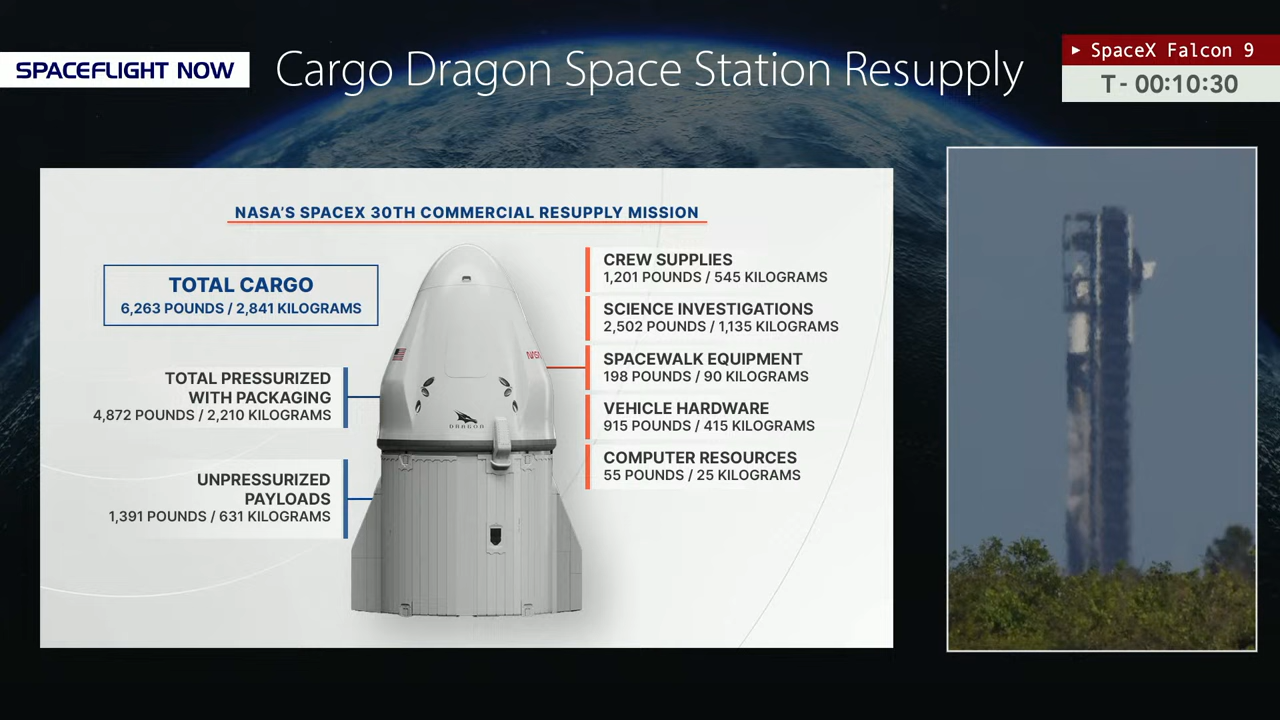 SPACEFLIGHT NOW
Cargo Dragon Space Station Resupply
▶ SpaceX Falcon 9
T - 00:10:30
NASA'S SPACEX 30TH COMMERCIAL RESUPPLY MISSION
TOTAL CARGO
6,263 POUNDS / 2,841 KILOGRAMS
TOTAL PRESSURIZED
WITH PACKAGING
4,872 POUNDS / 2,210 KILOGRAMS
UNPRESSURIZED
PAYLOADS
1,391 POUNDS / 631 KILOGRAMS
NASA
DRAGON
CREW SUPPLIES
1,201 POUNDS / 545 KILOGRAMS
SCIENCE INVESTIGATIONS
2,502 POUNDS / 1,135 KILOGRAMS
SPACEWALK EQUIPMENT
198 POUNDS / 90 KILOGRAMS
VEHICLE HARDWARE
915 POUNDS / 415 KILOGRAMS
COMPUTER RESOURCES
55 POUNDS / 25 KILOGRAMS